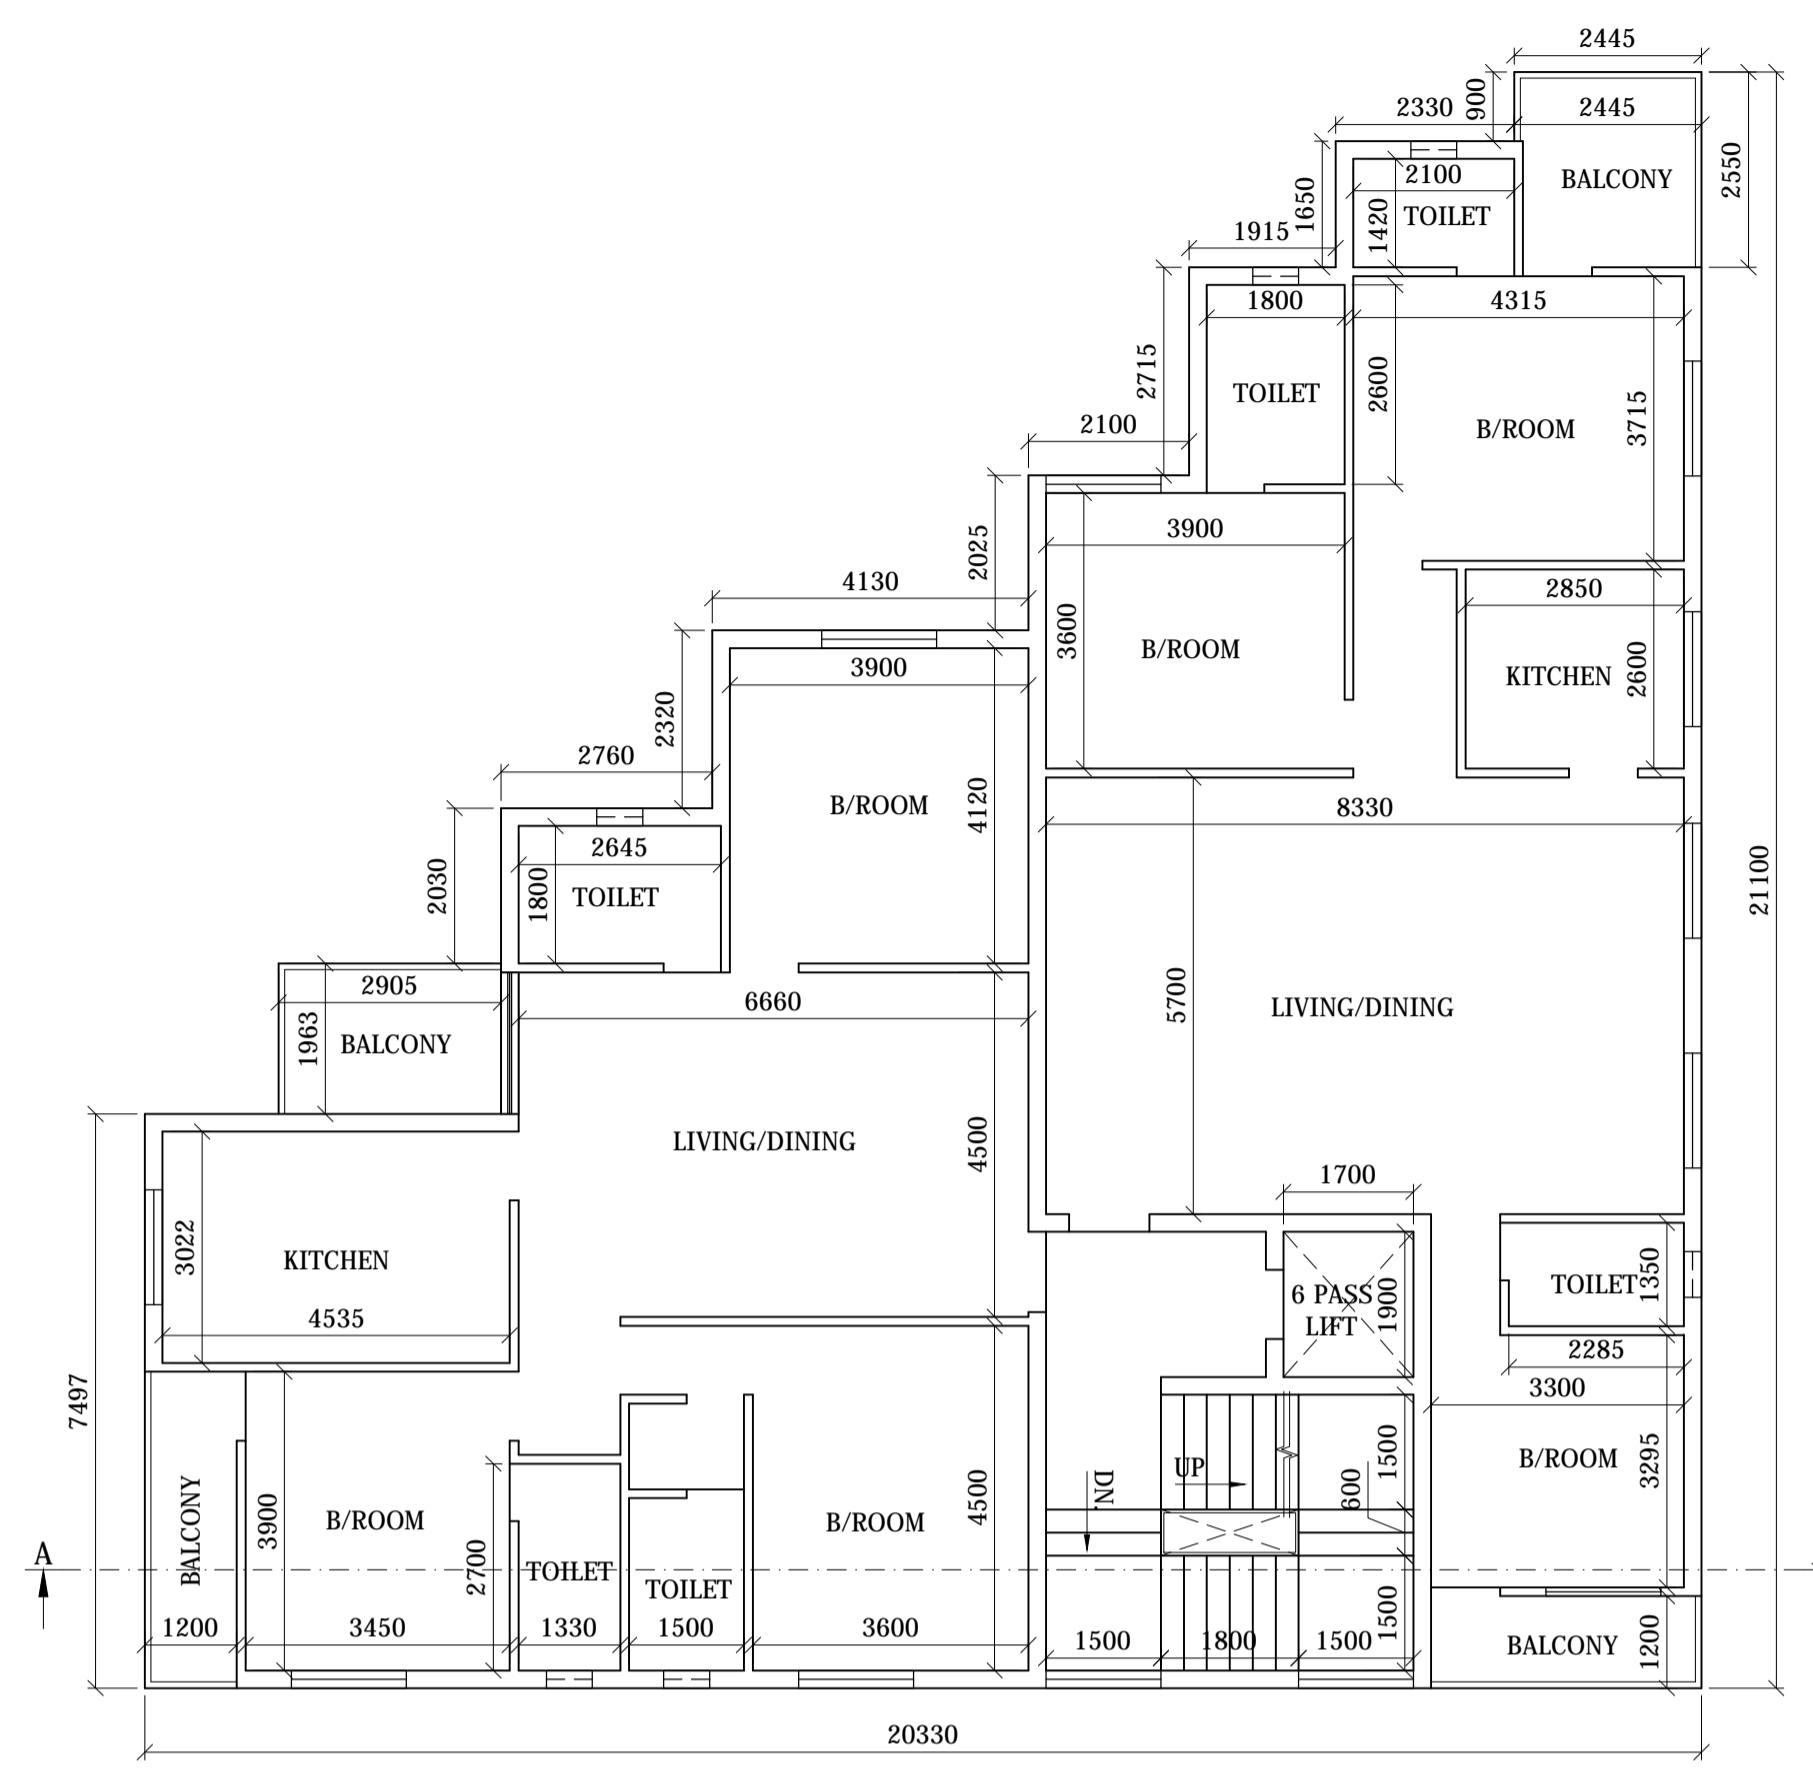 2445
900
2330
2445
BALCONY
2550
2100
TOILET
1420
1650
1915
1800
4315
2715
TOILET
2600
B/ROOM
3715
2100
3900
2025
4130
2850
3600
B/ROOM
KITCHEN
2600
3900
2320
2760
B/ROOM
4120
8330
2645
TOILET
1800
2030
21100
2905
1963
BALCONY
6660
5700
LIVING/DINING
LIVING/DINING
4500
1700
3022
KITCHEN
4535
6 PASS
LIFT
1900
TOILET
1350
2285
3300
7497
B/ROOM
3295
1500
UP
DN.
600
BALCONY
3900
B/ROOM
2700
TOILET
TOILET
B/ROOM
4500
A
1200
3450
1330
1500
3600
1500
1800
1500
1500
BALCONY
1200
20330